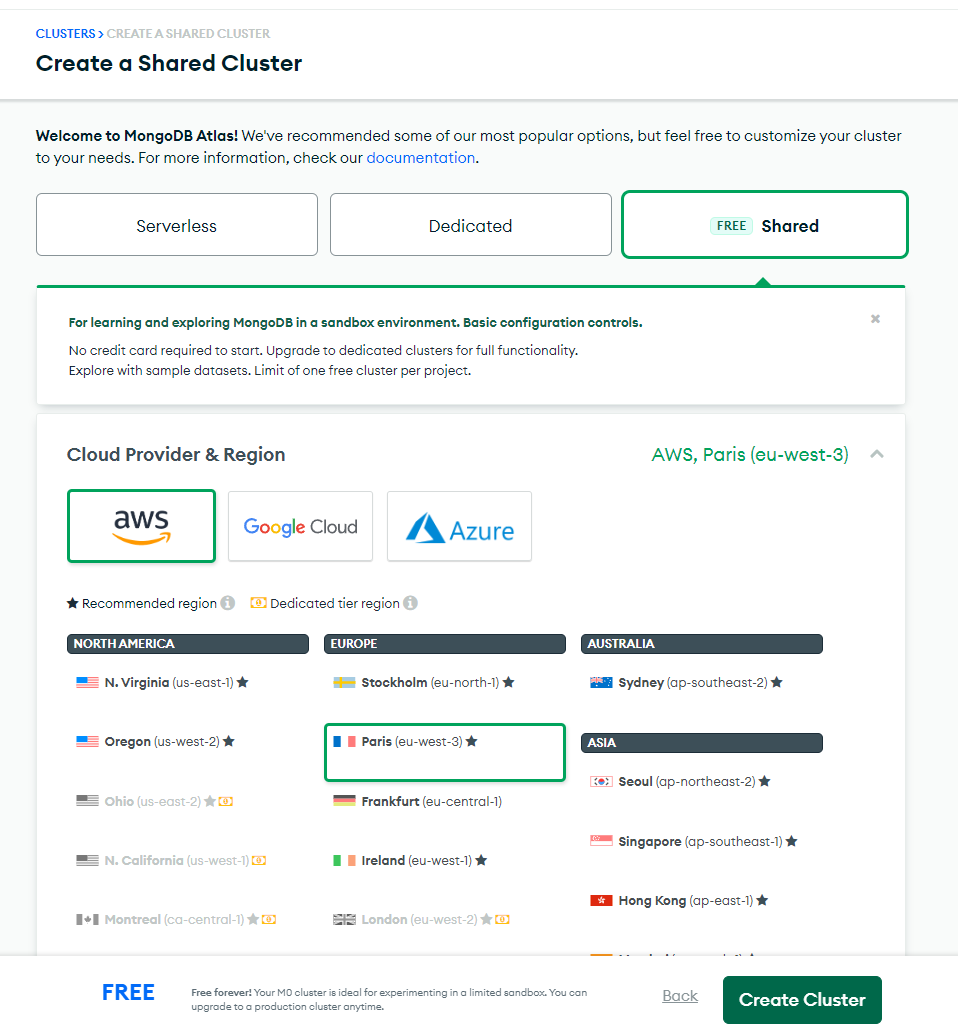 CLUSTERS > CREATE A SHARED CLUSTER
Create a Shared Cluster
Welcome to MongoDB Atlas! We've recommended some of our most popular options, but feel free to customize your cluster
to your needs. For more information, check our documentation.
Serverless
Dedicated
FREE Shared
For learning and exploring MongoDB in a sandbox environment. Basic configuration controls.
No credit card required to start. Upgrade to dedicated clusters for full functionality.
Explore with sample datasets. Limit of one free cluster per project.
Cloud Provider & Region
AWS, Paris (eu-west-3)
aws
Google Cloud
Azure
★ Recommended region
Dedicated tier region
NORTH AMERICA
N. Virginia (us-east-1) ★
Oregon (us-west-2) ★
Ohio (us-east-2) ★
N. California (us-west-1)
Montreal (ca-central-1) ★
EUROPE
Stockholm (eu-north-1) ★
Paris (eu-west-3) ★
Frankfurt (eu-central-1)
Ireland (eu-west-1) ★
London (eu-west-2) ★
AUSTRALIA
Sydney (ap-southeast-2) ★
ASIA
Seoul (ap-northeast-2) ★
Singapore (ap-southeast-1) ★
Hong Kong (ap-east-1) ★
FREE
Free forever! Your M0 cluster is ideal for experimenting in a limited sandbox. You can
upgrade to a production cluster anytime.
Back
Create Cluster